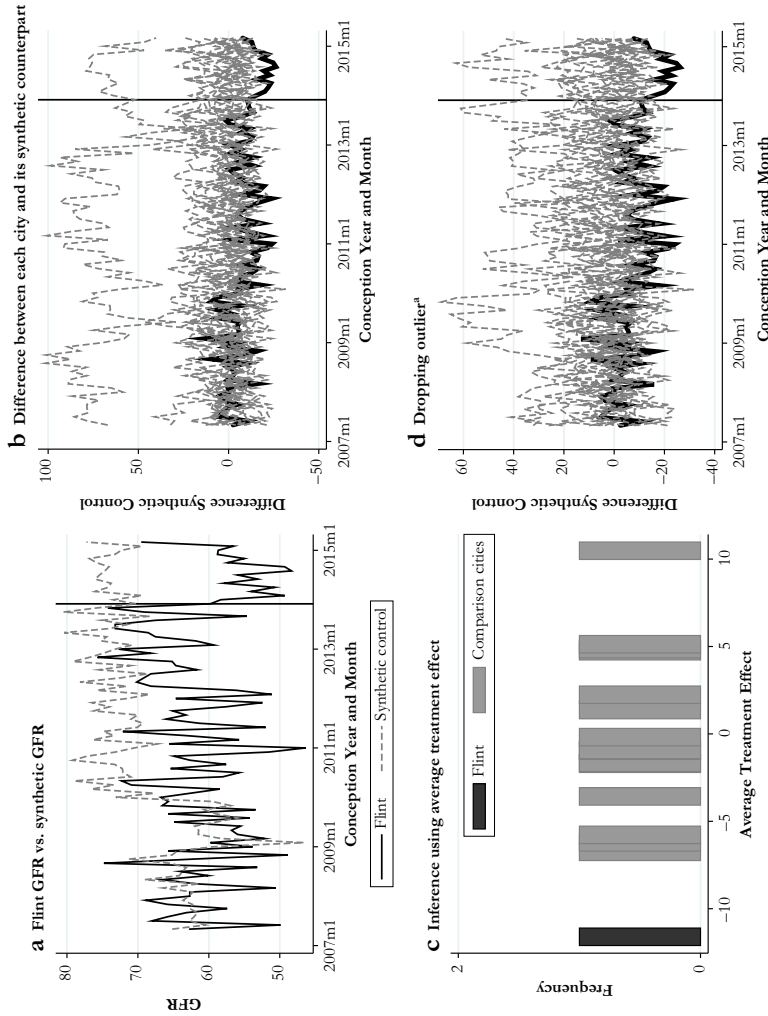 a Flint GFR vs. synthetic GFR
80
70
60
50
GFR
2007m1
2009m1
2011m1
2013m1
2015m1
Conception Year and Month
Flint
Synthetic control
b Difference between each city and its synthetic counterpart
100
50
0
−50
Difference Synthetic Control
2007m1
2009m1
2011m1
2013m1
2015m1
Conception Year and Month
c Inference using average treatment effect
2
0
Frequency
Flint
Comparison cities
−10
−5
0
5
10
Average Treatment Effect
d Dropping outlierᵃ
60
40
20
0
−20
−40
Difference Synthetic Control
2007m1
2009m1
2011m1
2013m1
2015m1
Conception Year and Month